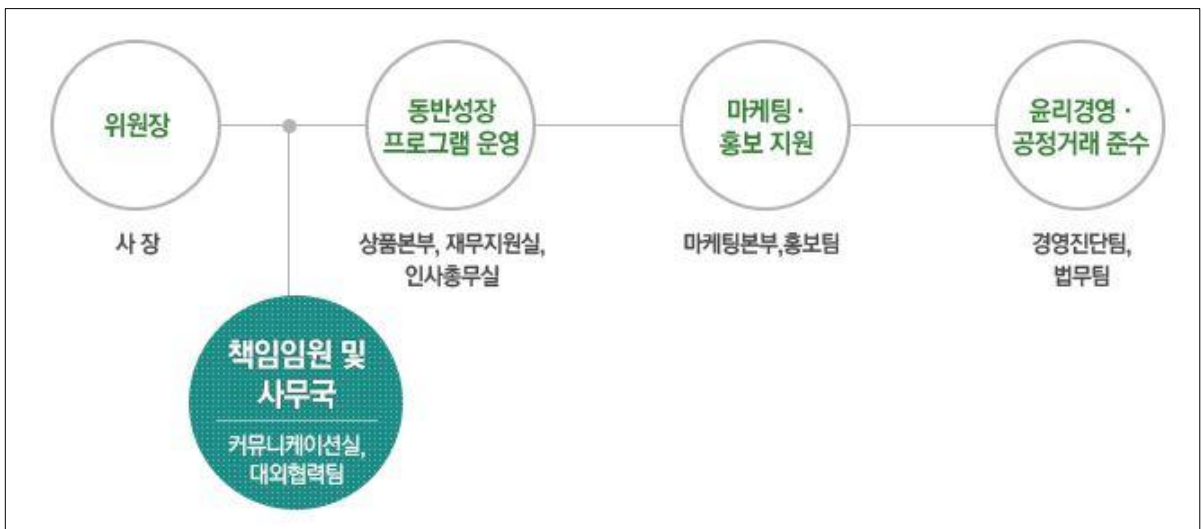 위원장
사 장
동반성장
프로그램 운영
상품본부, 재무지원실,
인사총무실
마케팅 ·
홍보 지원
마케팅본부,홍보팀
윤리경영 ·
공정거래 준수
경영진단팀,
법무팀
책임임원 및
사무국
커뮤니케이션실,
대외협력팀